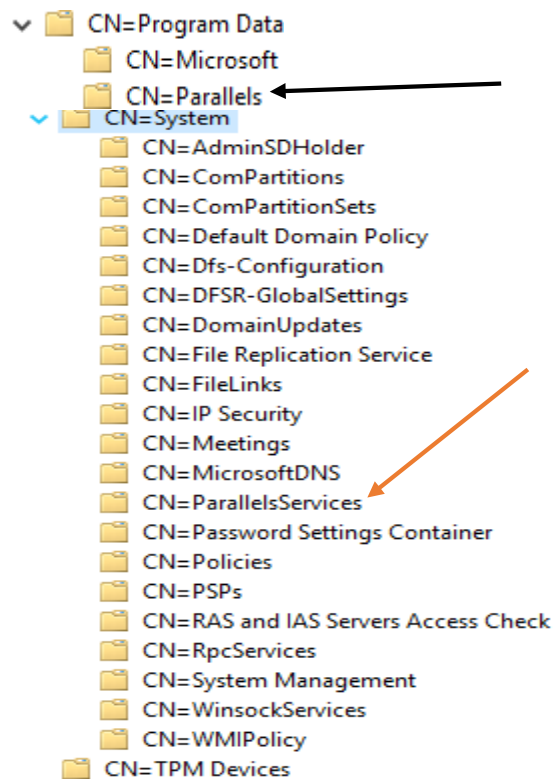 CN=Program Data
CN=Microsoft
CN=Parallels
CN=System
CN=AdminSDHolder
CN=ComPartitions
CN=ComPartitionSets
CN=Default Domain Policy
CN=Dfs-Configuration
CN=DFSR-GlobalSettings
CN=DomainUpdates
CN=File Replication Service
CN=FileLinks
CN=IP Security
CN=Meetings
CN=MicrosoftDNS
CN=ParallelsServices
CN=Password Settings Container
CN=Policies
CN=PSPs
CN=RAS and IAS Servers Access Check
CN=RpcServices
CN=System Management
CN=WinsockServices
CN=WMIPolicy
CN=TPM Devices